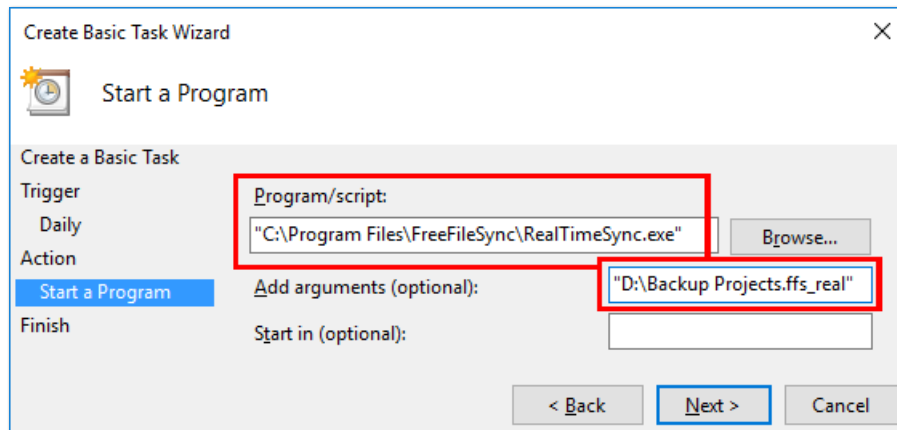 Create Basic Task Wizard
Start a Program
Create a Basic Task
Trigger
Daily
Action
Start a Program
Finish
Program/script:
"C:\Program Files\FreeFileSync\RealTimeSync.exe"
Browse...
Add arguments (optional):
"D:\Backup Projects.ffs_real"
Start in (optional):
< Back
Next >
Cancel